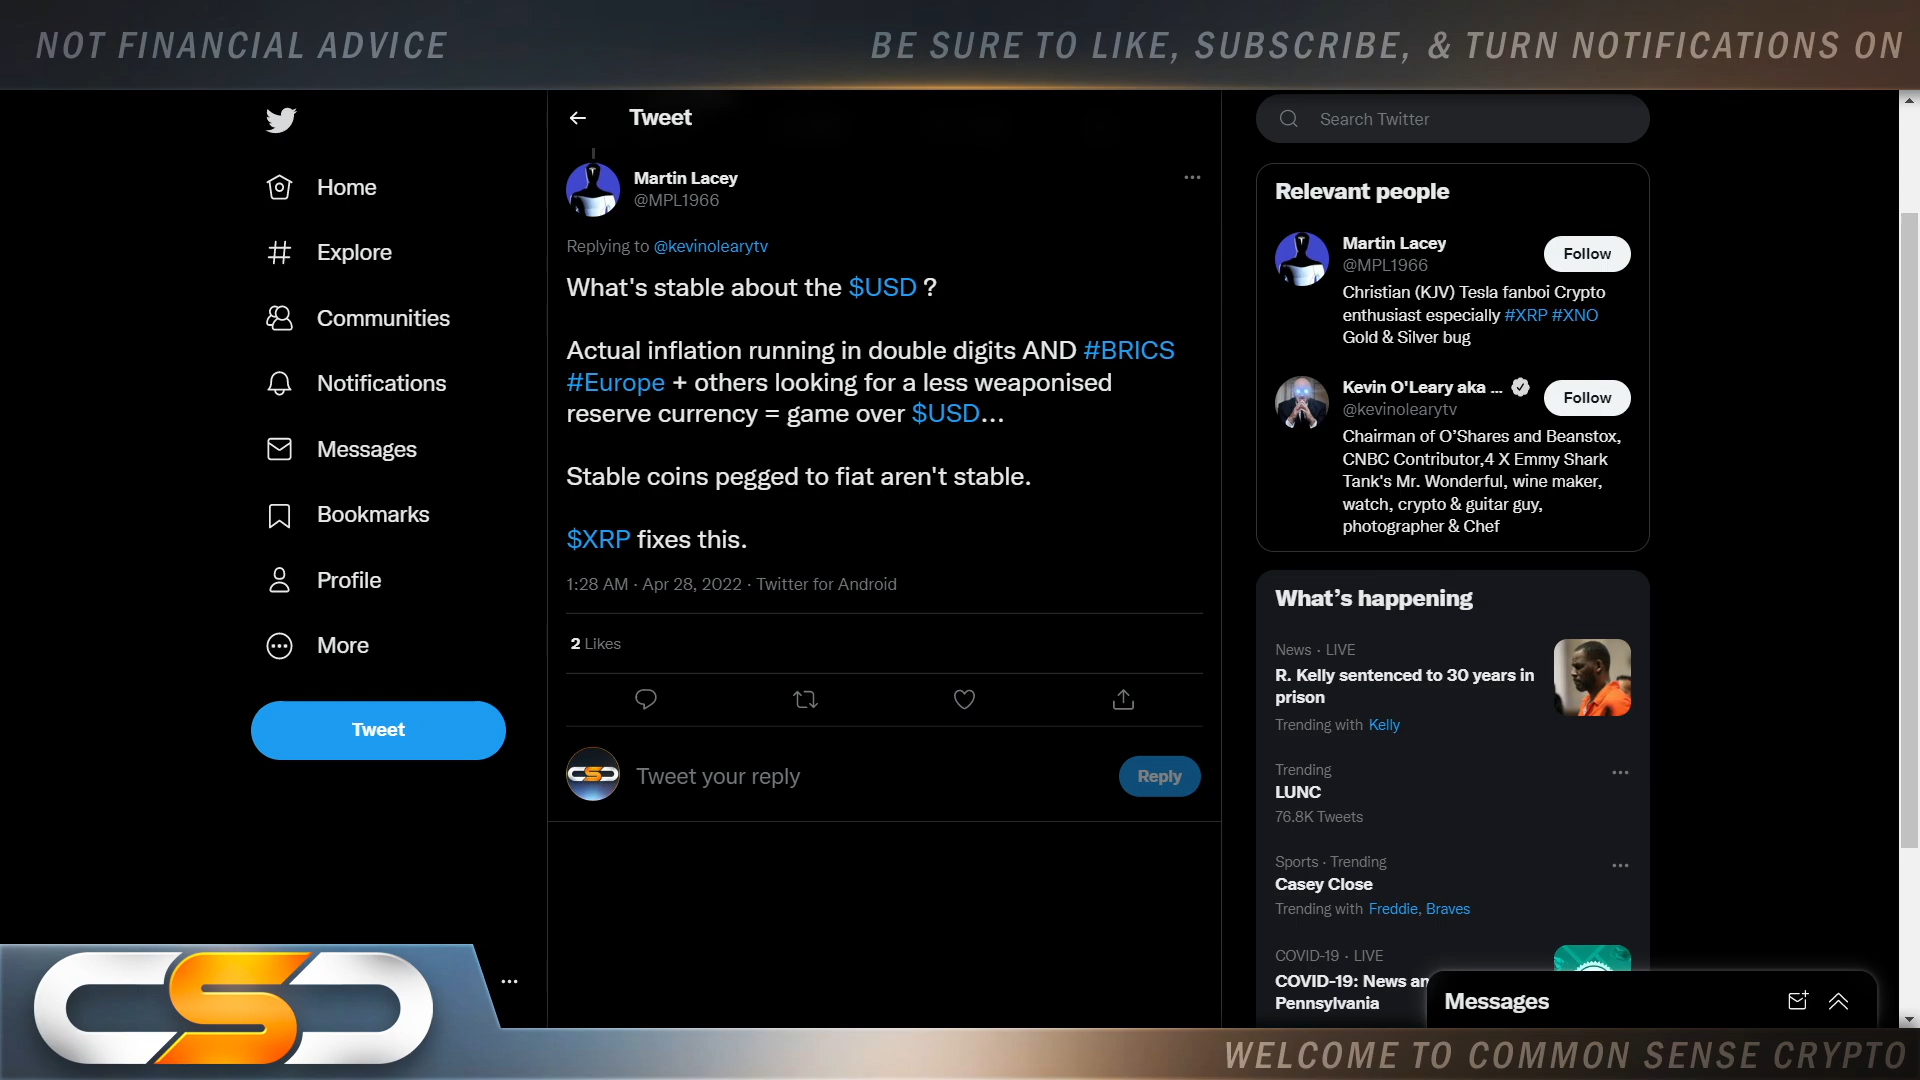 NOT FINANCIAL ADVICE
BE SURE TO LIKE, SUBSCRIBE, & TURN NOTIFICATIONS ON
Home
Explore
Communities
Notifications
Messages
Bookmarks
Profile
More
Tweet
Tweet
Martin Lacey
@MPL1966
Replying to @kevinolearytv
What's stable about the $USD ?
Actual inflation running in double digits AND #BRICS
#Europe + others looking for a less weaponised
reserve currency = game over $USD...
Stable coins pegged to fiat aren't stable.
$XRP fixes this.
1:28 AM · Apr 28, 2022 · Twitter for Android
2 Likes
CSC
Tweet your reply
Reply
Search Twitter
Relevant people
Martin Lacey
@MPL1966
Follow
Christian (KJV) Tesla fanboi Crypto
enthusiast especially #XRP #XNO
Gold & Silver bug
Kevin O'Leary aka ...
@kevinolearytv
Follow
Chairman of O’Shares and Beanstox,
CNBC Contributor,4 X Emmy Shark
Tank's Mr. Wonderful, wine maker,
watch, crypto & guitar guy,
photographer & Chef
What’s happening
News · LIVE
R. Kelly sentenced to 30 years in
prison
Trending with Kelly
Trending
LUNC
76.8K Tweets
Sports · Trending
Casey Close
Trending with Freddie, Braves
COVID-19 · LIVE
COVID-19: News an
Pennsylvania
Messages
CSC
WELCOME TO COMMON SENSE CRYPTO